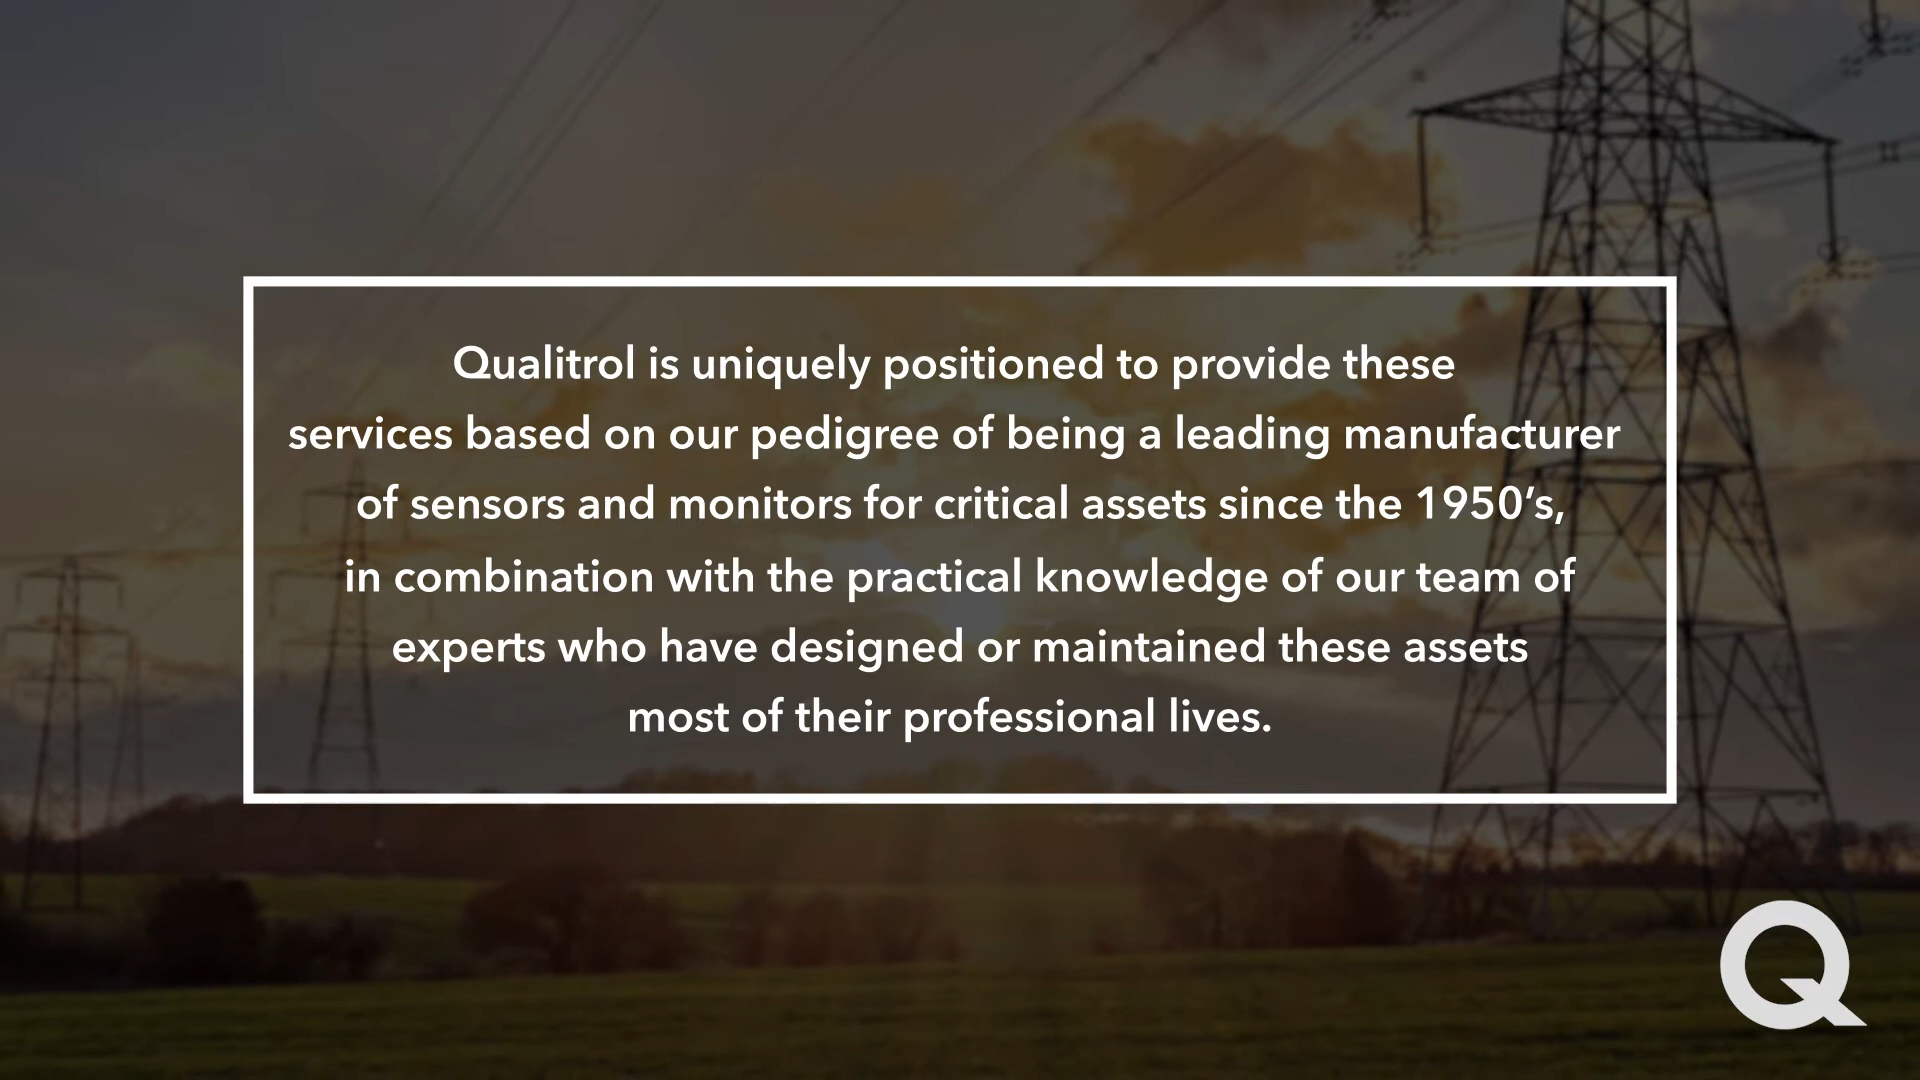 Qualitrol is uniquely positioned to provide these
services based on our pedigree of being a leading manufacturer
of sensors and monitors for critical assets since the 1950’s,
in combination with the practical knowledge of our team of
experts who have designed or maintained these assets
most of their professional lives.
Q